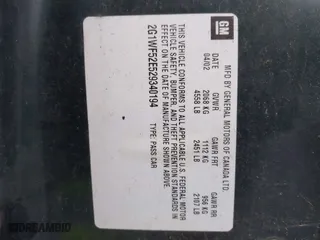 GM
MFD BY GENERAL MOTORS OF CANADA LTD.
DATE GVWR GAWR FRT GAWR RR
04/02 2068 KG 1112 KG 956 KG
4558 LB 2451 LB 2107 LB
THIS VEHICLE CONFORMS TO ALL APPLICABLE U.S. FEDERAL MOTOR
VEHICLE SAFETY, BUMPER, AND THEFT PREVENTION STANDARDS IN
EFFECT ON THE DATE OF MANUFACTURE SHOWN ABOVE.
2G1WF52E529340194 TYPE: PASS CAR